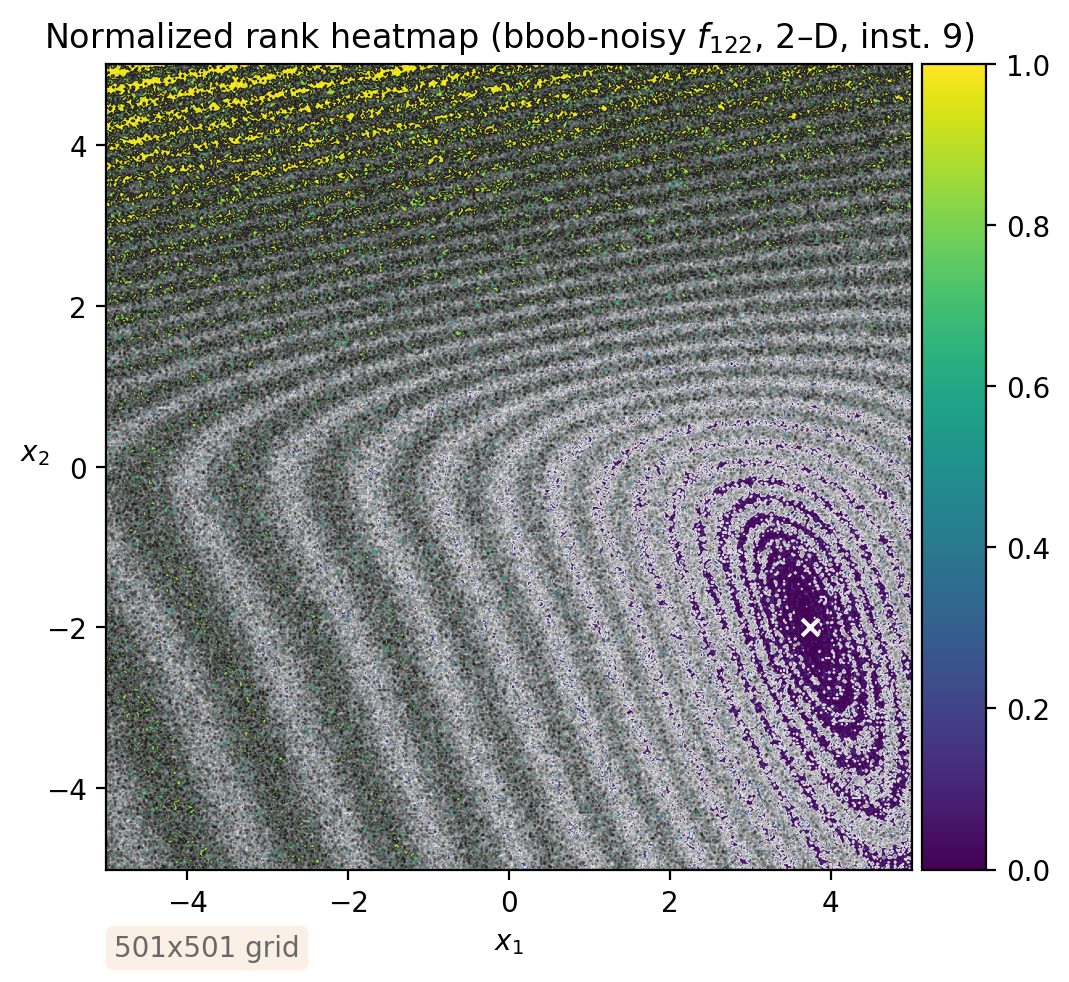 Normalized rank heatmap (bbob-noisy f₁₂₂, 2–D, inst. 9)
1.0
0.8
0.6
0.4
0.2
0.0
4
2
0
−2
−4
x₂
−4 −2 0 2 4
x₁
501x501 grid